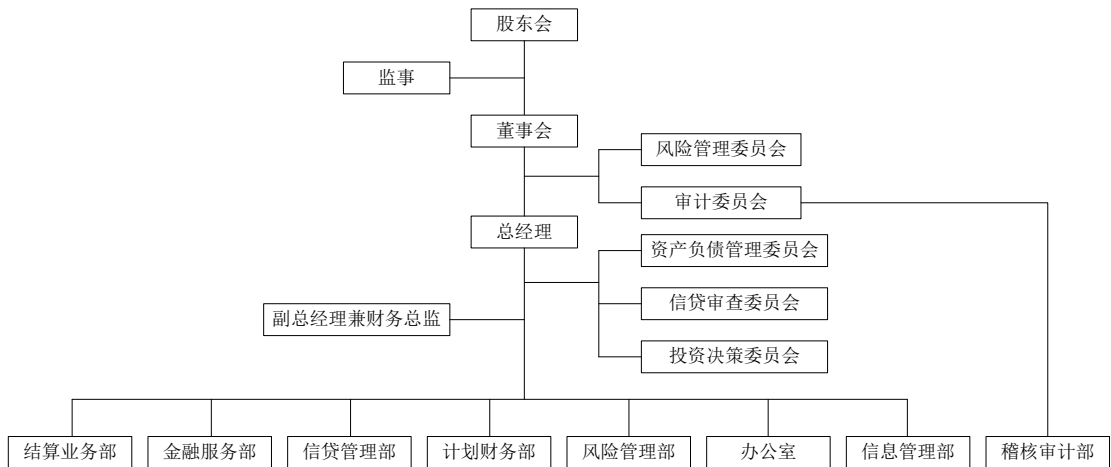 股东会
监事
董事会
风险管理委员会
审计委员会
总经理
资产负债管理委员会
信贷审查委员会
副总经理兼财务总监
投资决策委员会
结算业务部
金融服务部
信贷管理部
计划财务部
风险管理部
办公室
信息管理部
稽核审计部